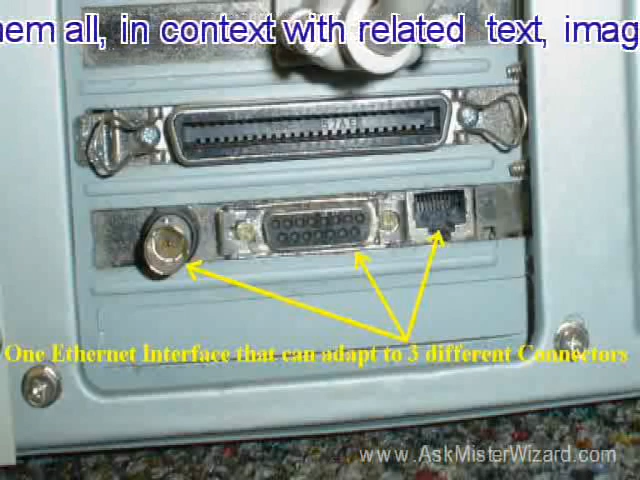 hem all, in context with related text, imag
57AE
One Ethernet Interface that can adapt to 3 different Connectors
www.AskMisterWizard.com